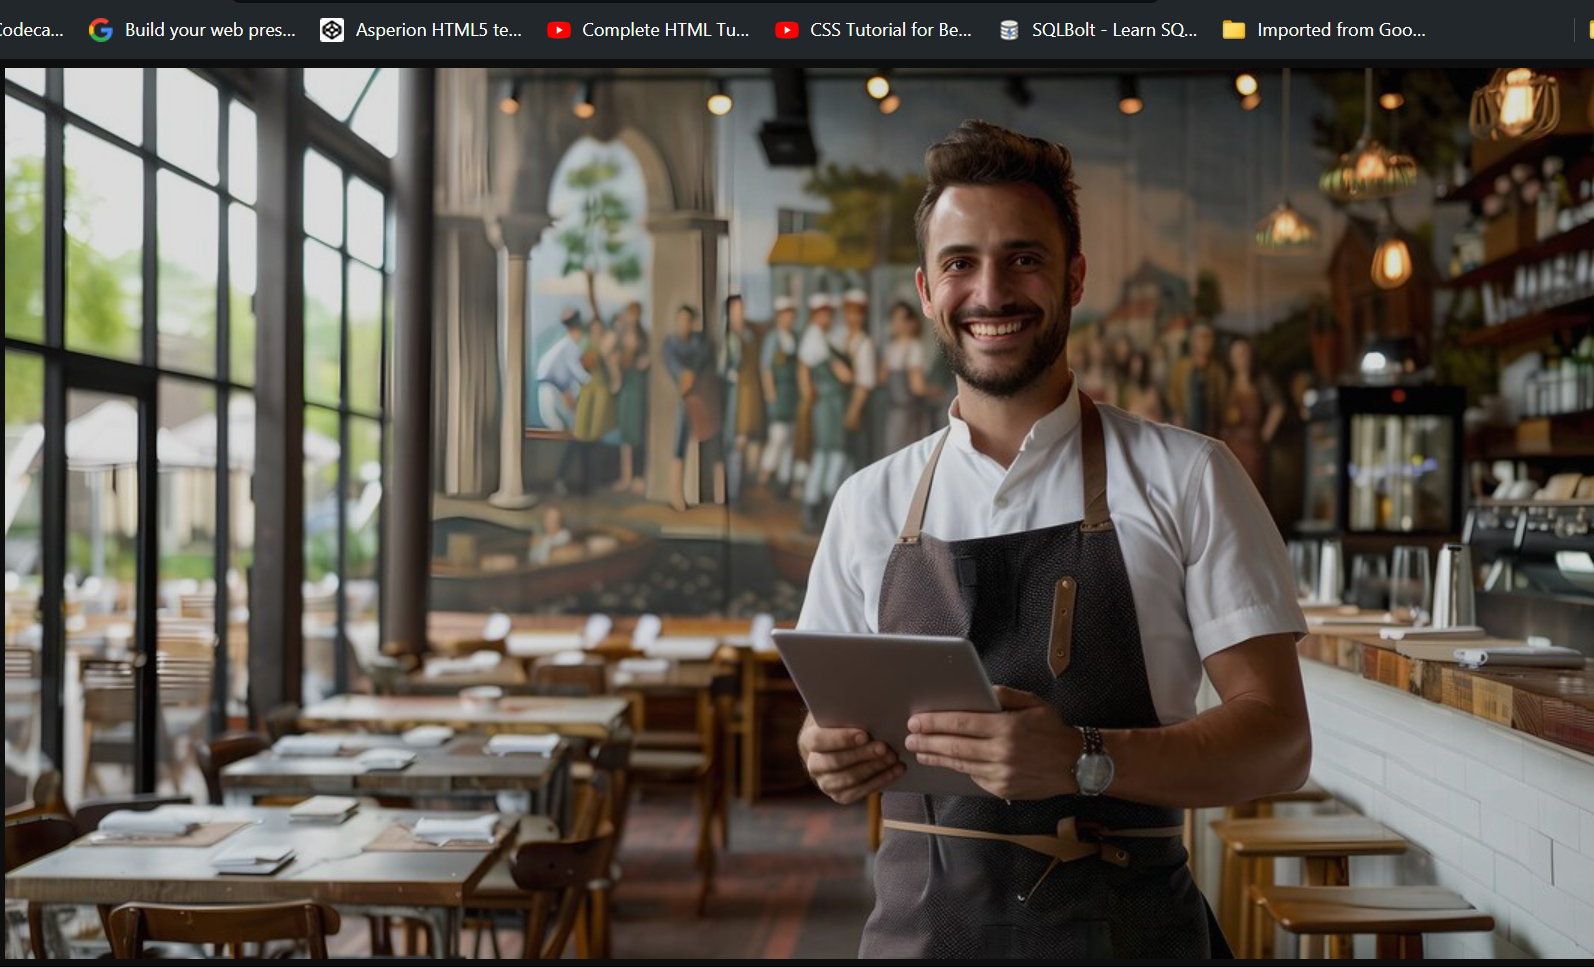 Codeca...
Build your web pres...
Asperion HTML5 te...
Complete HTML Tu...
CSS Tutorial for Be...
SQLBolt - Learn SQ...
Imported from Goo...